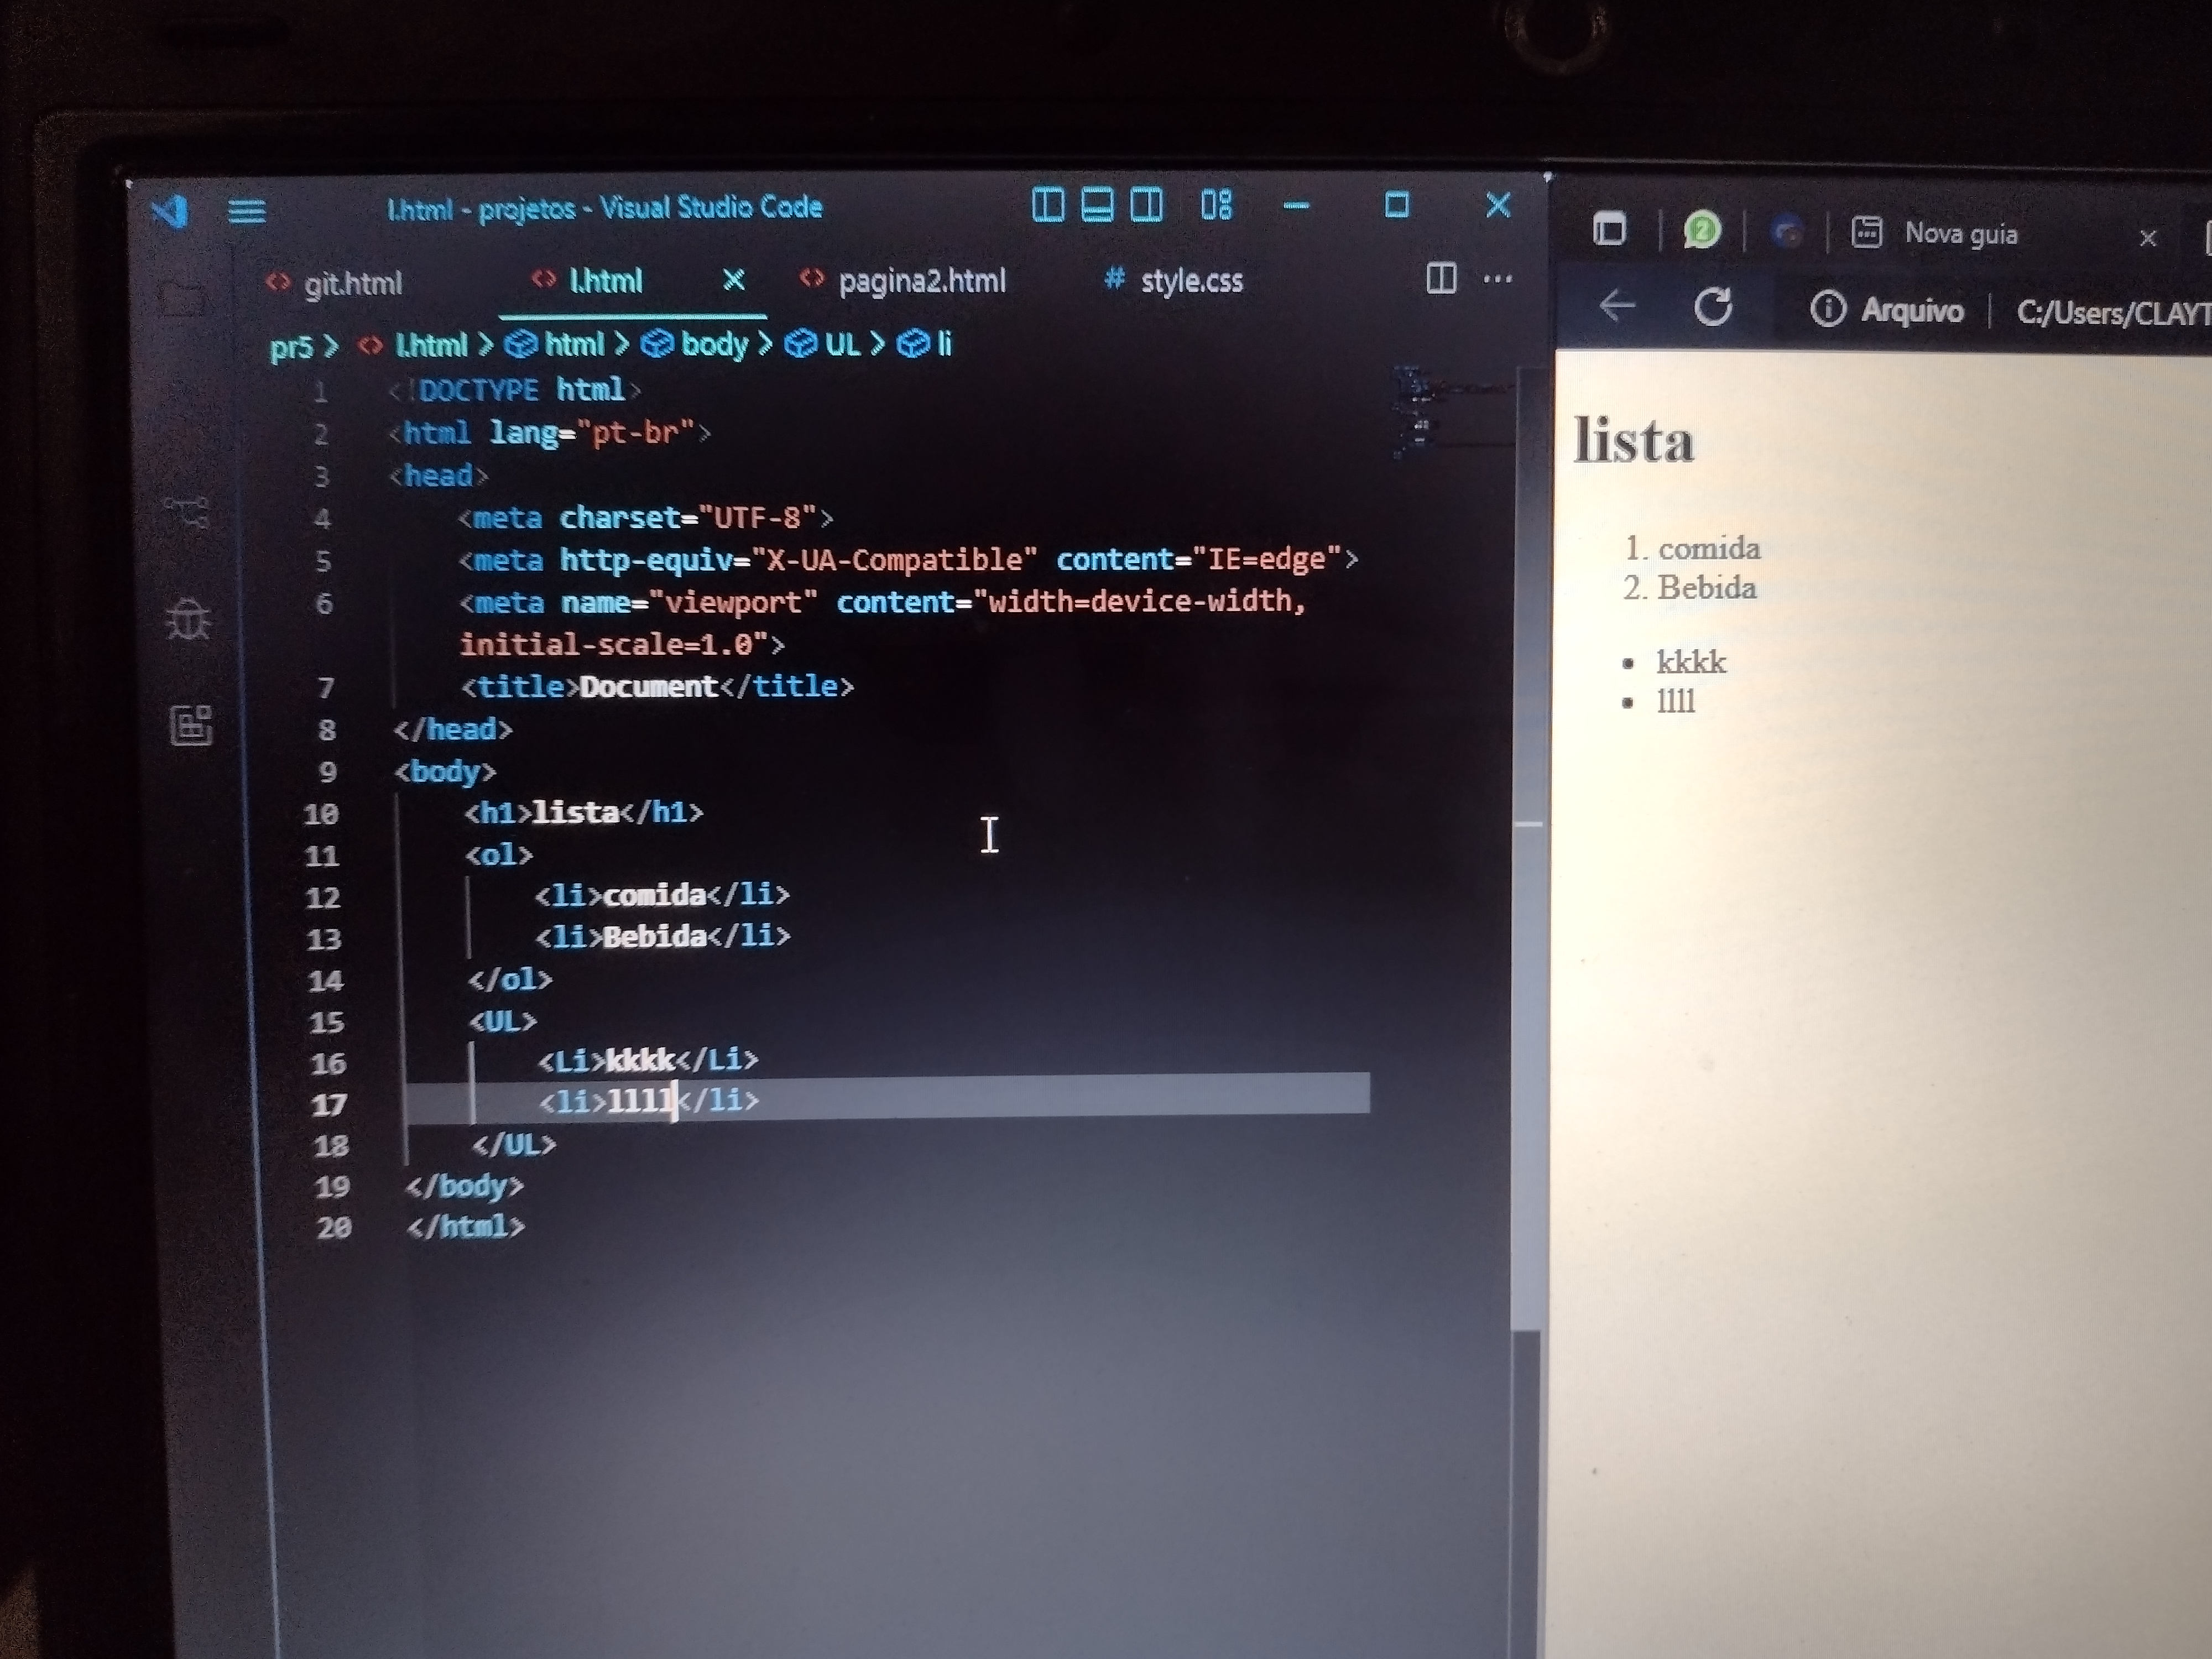 l.html - projetos - Visual Studio Code
git.html
l.html
pagina2.html
# style.css
pr5 > l.html > html > body > UL > li
1 <!DOCTYPE html>
2 <html lang="pt-br">
3 <head>
4 <meta charset="UTF-8">
5 <meta http-equiv="X-UA-Compatible" content="IE=edge">
6 <meta name="viewport" content="width=device-width,
initial-scale=1.0">
7 <title>Document</title>
8 </head>
9 <body>
10 <h1>lista</h1>
11 <ol>
12 <li>comida</li>
13 <li>Bebida</li>
14 </ol>
15 <UL>
16 <Li>kkkk</Li>
17 <li>llll</li>
18 </UL>
19 </body>
20 </html>
2
Nova guia
Arquivo | C:/Users/CLAYT
lista
1. comida
2. Bebida
• kkkk
• llll